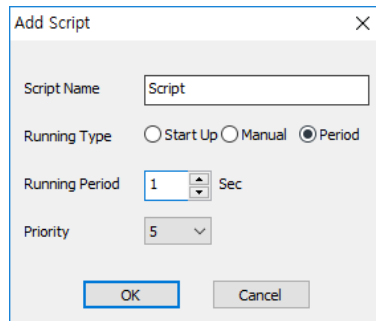 Add Script
Script Name Script
Running Type Start Up Manual Period
Running Period 1 Sec
Priority 5
OK Cancel